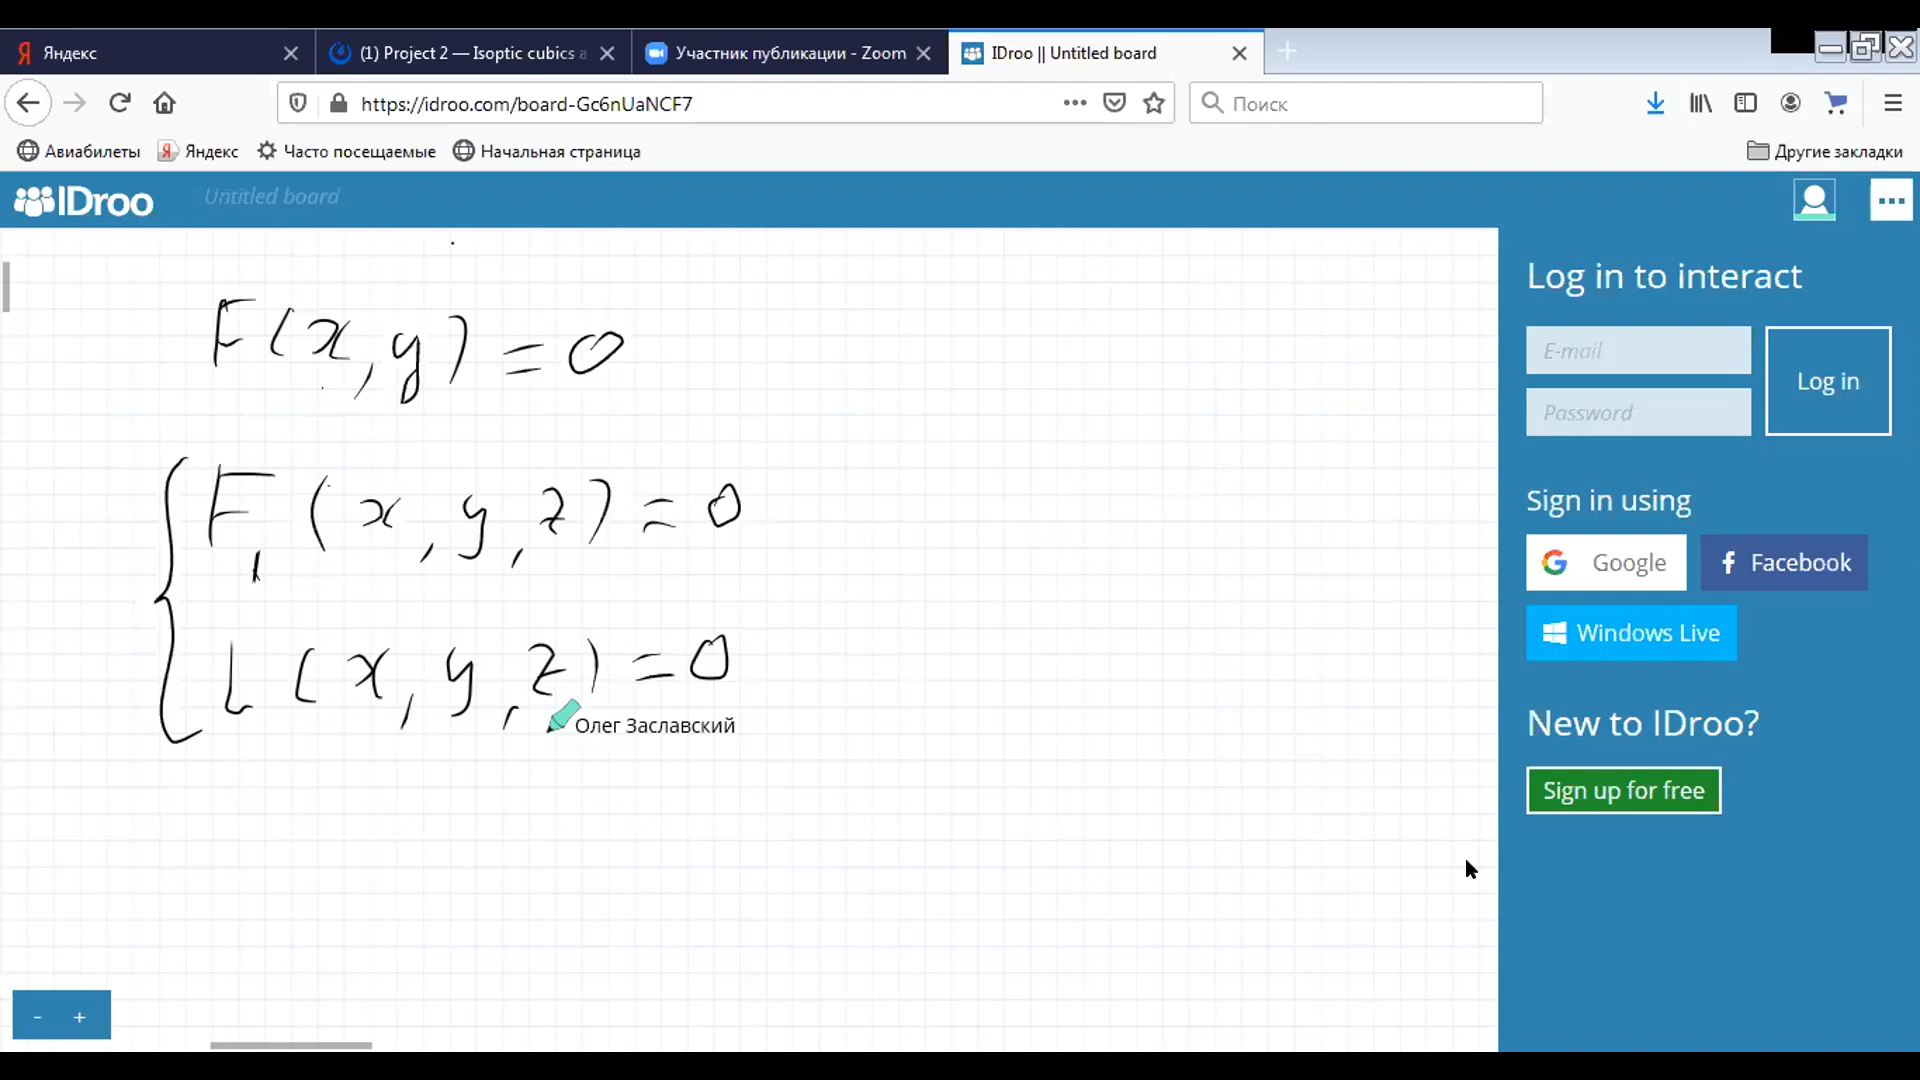 Яндекс
(1) Project 2 — Isoptic cubics a
Участник публикации - Zoom
IDroo || Untitled board
https://idroo.com/board-Gc6nUaNCF7
Поиск
Авиабилеты
Яндекс
Часто посещаемые
Начальная страница
Другие закладки
IDroo
Untitled board
F(x,y)=0
F₁(x,y,z)=0
L(x,y,z)=0
Олег Заславский
- +
Log in to interact
E-mail
Password
Log in
Sign in using
Google
Facebook
Windows Live
New to IDroo?
Sign up for free